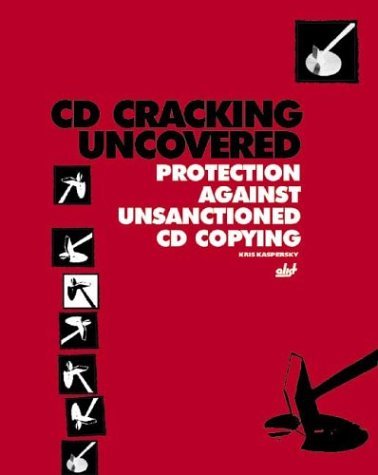 CD CRACKING
UNCOVERED
PROTECTION
AGAINST
UNSANCTIONED
CD COPYING
KRIS KASPERSKY
alist